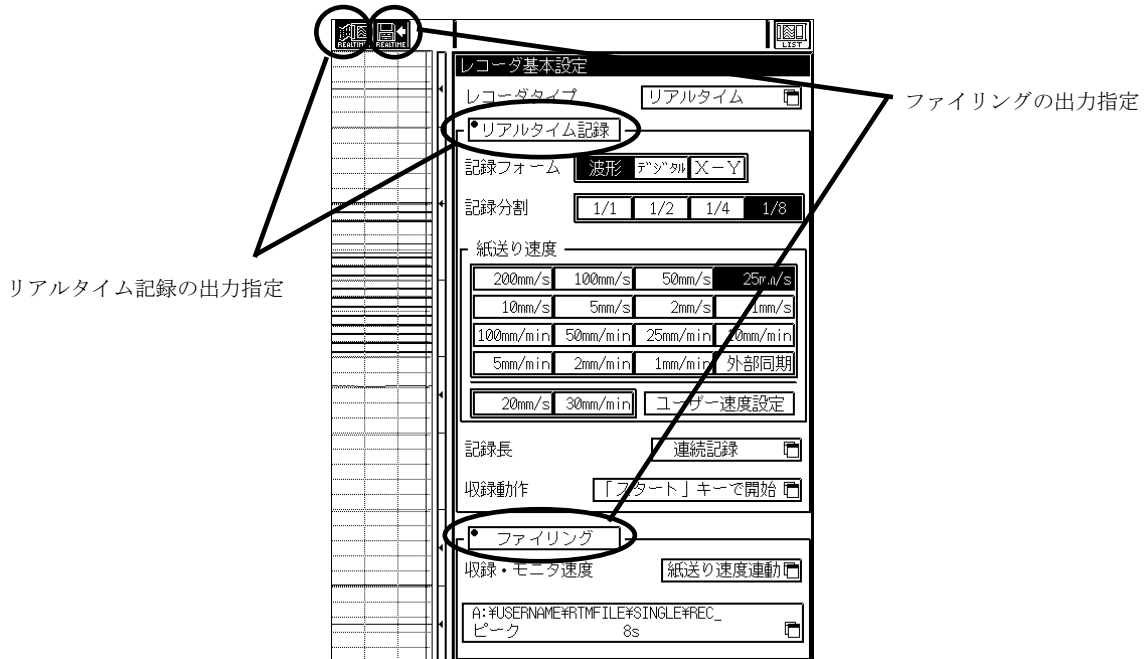 REALTIME REALTIME
LIST
レコーダ基本設定
レコーダタイプ リアルタイム
ファイリングの出力指定
リアルタイム記録
記録フォーム 波形 デジタル X-Y
記録分割 1/1 1/2 1/4 1/8
紙送り速度
リアルタイム記録の出力指定
200mm/s 100mm/s 50mm/s 25mm/s
10mm/s 5mm/s 2mm/s 1mm/s
100mm/min 50mm/min 25mm/min 10mm/min
5mm/min 2mm/min 1mm/min 外部同期
20mm/s 30mm/min ユーザー速度設定
記録長 連続記録
収録動作 「スタート」キーで開始
ファイリング
収録・モニタ速度 紙送り速度連動
A:¥USERNAME¥RTMFILE¥SINGLE¥REC_
ピーク 8s